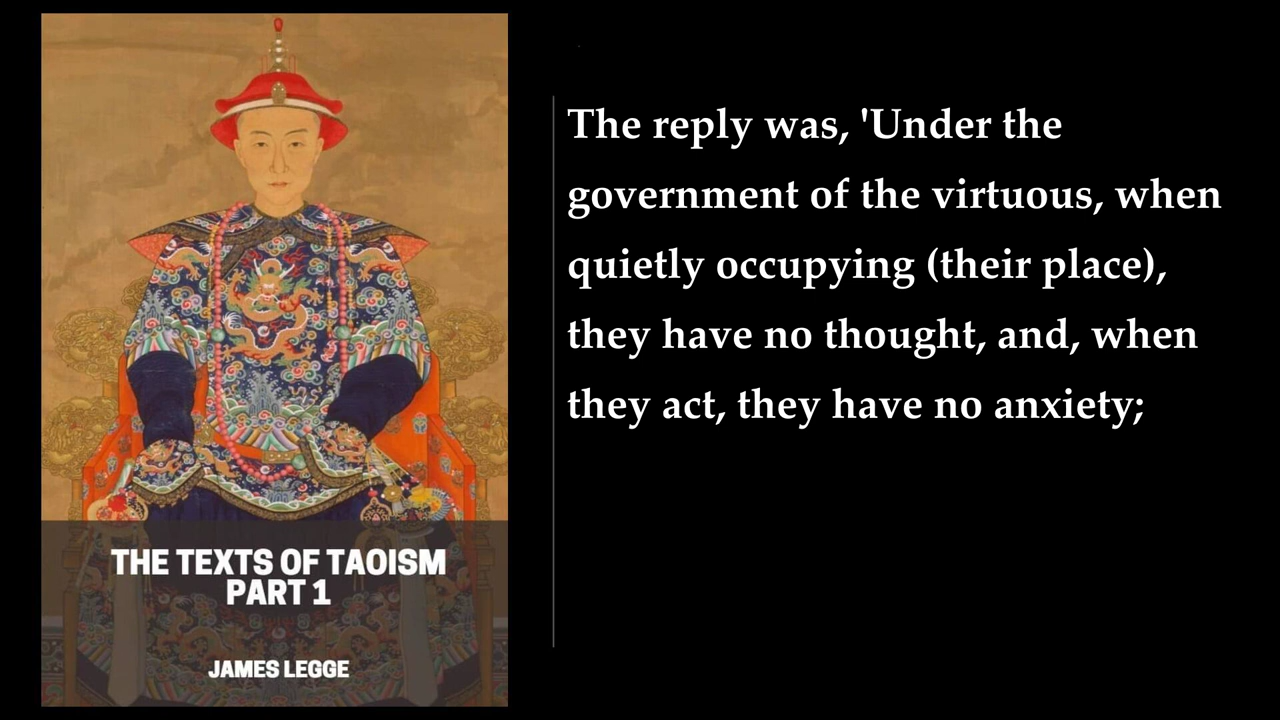 THE TEXTS OF TAOISM
PART 1
JAMES LEGGE
The reply was, 'Under the
government of the virtuous, when
quietly occupying (their place),
they have no thought, and, when
they act, they have no anxiety;